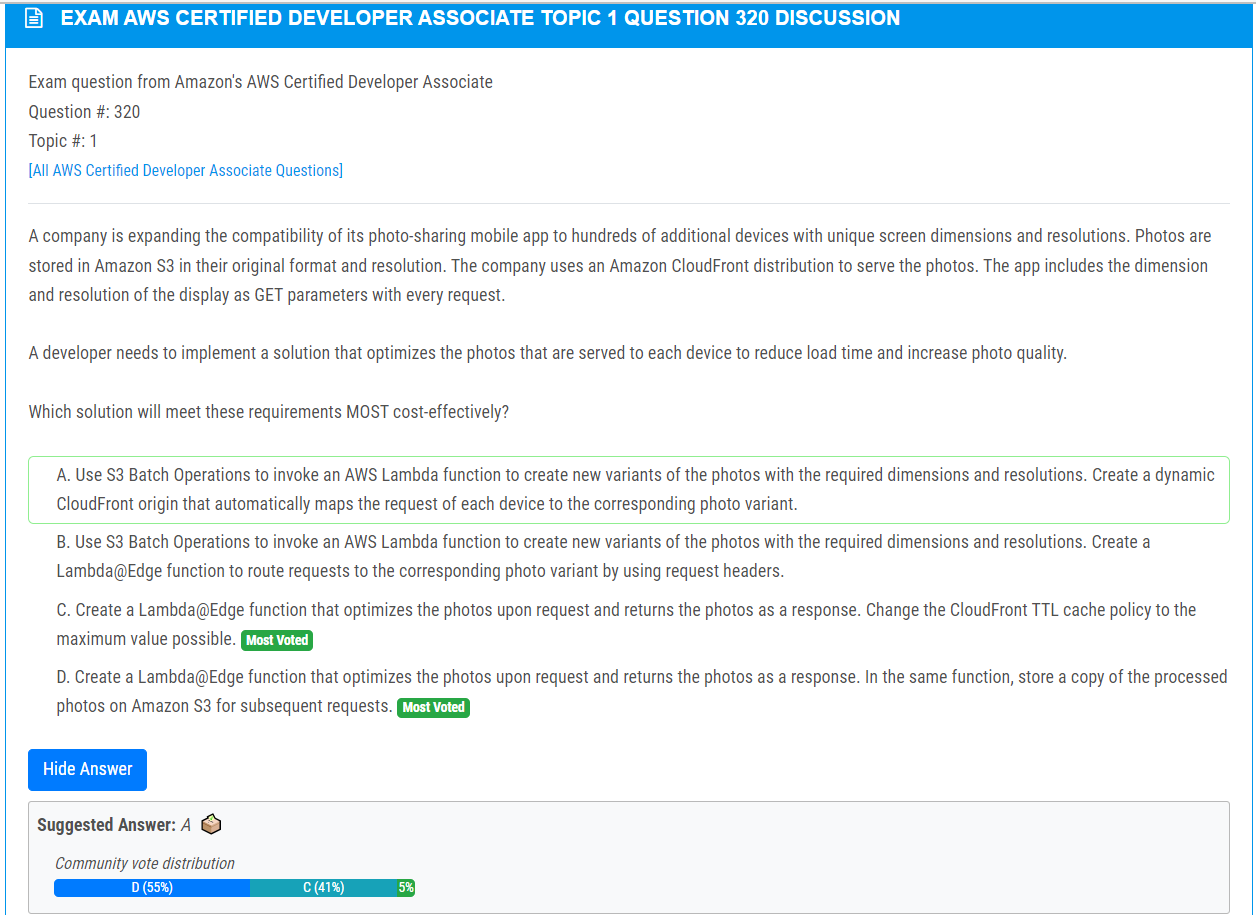 EXAM AWS CERTIFIED DEVELOPER ASSOCIATE TOPIC 1 QUESTION 320 DISCUSSION
Exam question from Amazon's AWS Certified Developer Associate
Question #: 320
Topic #: 1
[All AWS Certified Developer Associate Questions]
A company is expanding the compatibility of its photo-sharing mobile app to hundreds of additional devices with unique screen dimensions and resolutions. Photos are
stored in Amazon S3 in their original format and resolution. The company uses an Amazon CloudFront distribution to serve the photos. The app includes the dimension
and resolution of the display as GET parameters with every request.
A developer needs to implement a solution that optimizes the photos that are served to each device to reduce load time and increase photo quality.
Which solution will meet these requirements MOST cost-effectively?
A. Use S3 Batch Operations to invoke an AWS Lambda function to create new variants of the photos with the required dimensions and resolutions. Create a dynamic
CloudFront origin that automatically maps the request of each device to the corresponding photo variant.
B. Use S3 Batch Operations to invoke an AWS Lambda function to create new variants of the photos with the required dimensions and resolutions. Create a
Lambda@Edge function to route requests to the corresponding photo variant by using request headers.
C. Create a Lambda@Edge function that optimizes the photos upon request and returns the photos as a response. Change the CloudFront TTL cache policy to the
maximum value possible. Most Voted
D. Create a Lambda@Edge function that optimizes the photos upon request and returns the photos as a response. In the same function, store a copy of the processed
photos on Amazon S3 for subsequent requests. Most Voted
Hide Answer
Suggested Answer: A
Community vote distribution
D (55%) C (41%) 5%